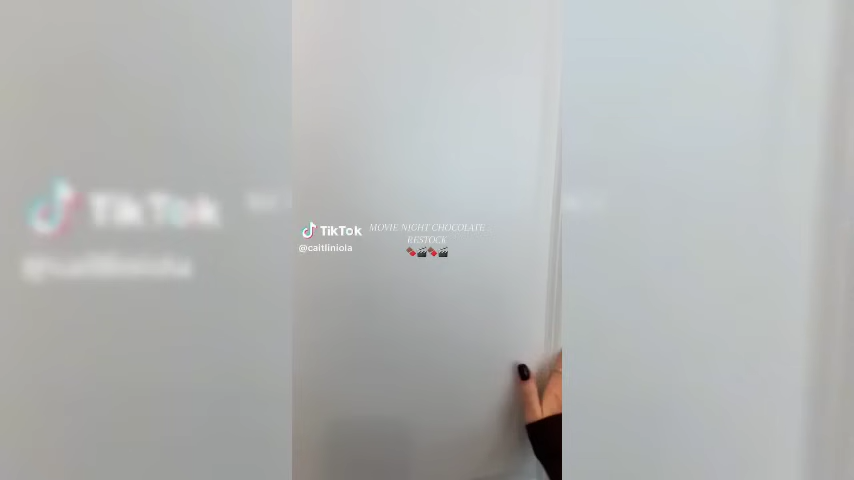 TikTok
@caitliniola
MOVIE NIGHT CHOCOLATE
RESTOCK
🍫🎬🍫🎬